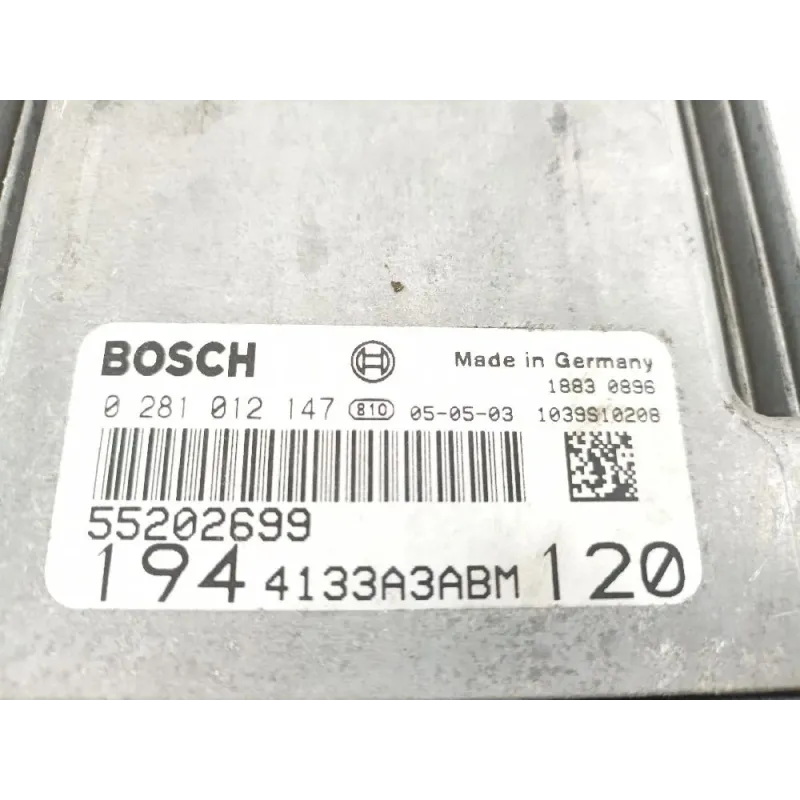 BOSCH Made in Germany
1883 0896
0 281 012 147 810 05-05-03 1039S10208
55202699
194 4133A3ABM 120